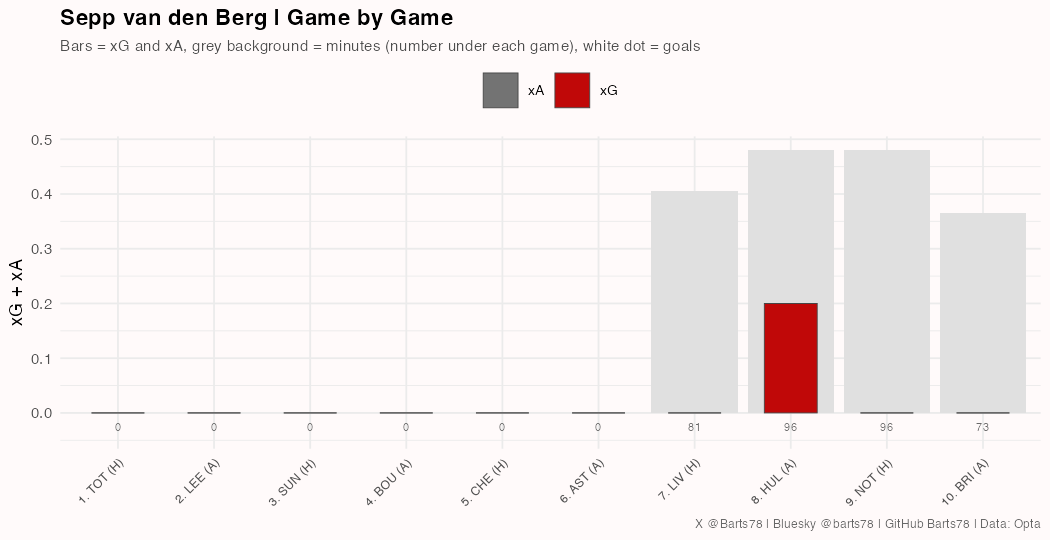 Sepp van den Berg | Game by Game
Bars = xG and xA, grey background = minutes (number under each game), white dot = goals
xA xG
xG + xA
0.5
0.4
0.3
0.2
0.1
0.0
0 0 0 0 0 0 81 96 96 73
1. TOT (H)
2. LEE (A)
3. SUN (H)
4. BOU (A)
5. CHE (H)
6. AST (A)
7. LIV (H)
8. HUL (A)
9. NOT (H)
10. BRI (A)
X @Barts78 | Bluesky @barts78 | GitHub Barts78 | Data: Opta